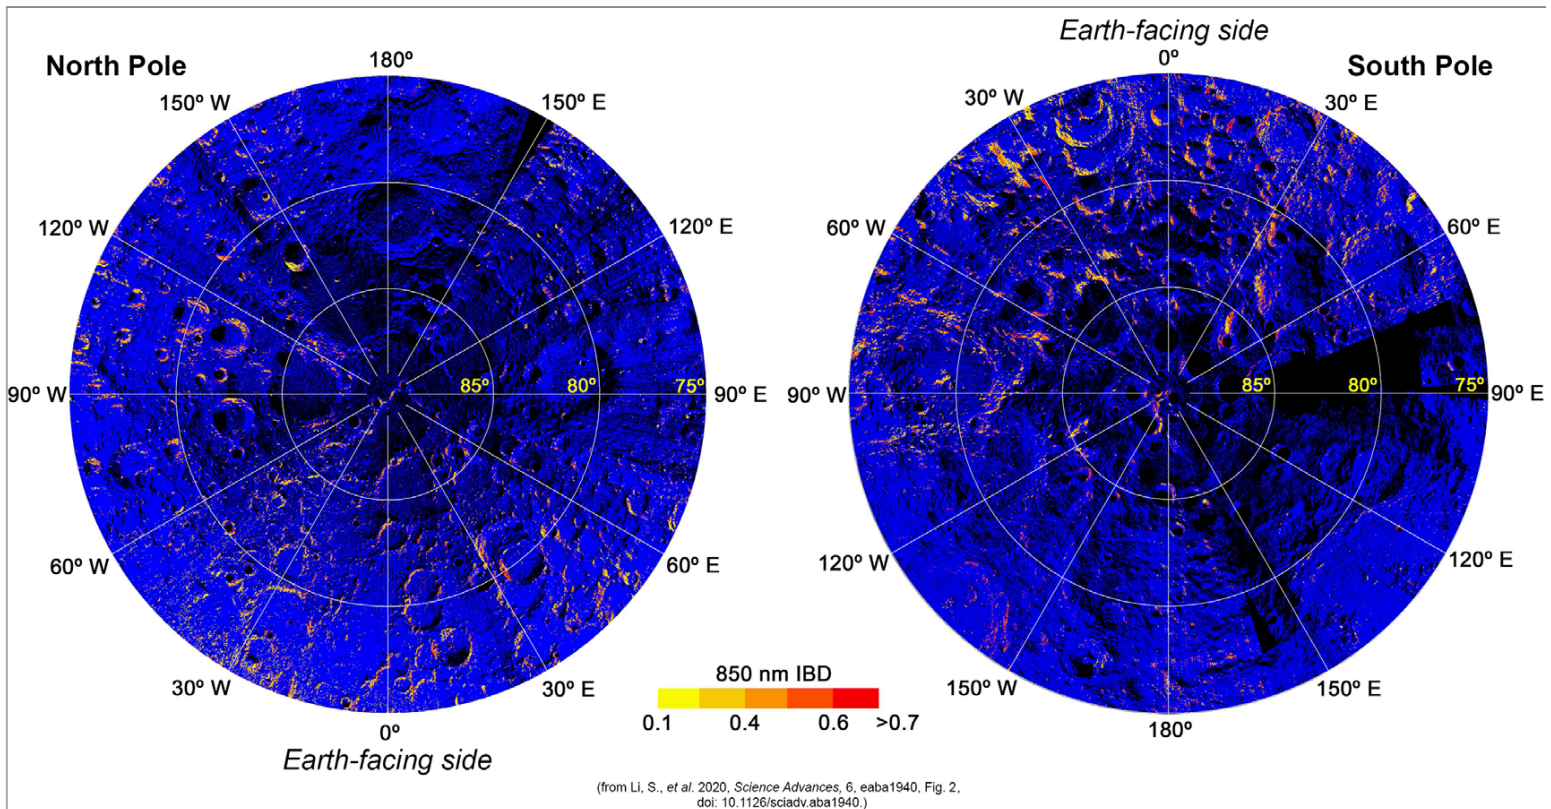 North Pole
180º
150º W
150º E
120º W
120º E
90º W
85º
80º
75º
90º E
60º W
60º E
30º W
30º E
0º
Earth-facing side
Earth-facing side
South Pole
0º
30º W
30º E
60º W
60º E
90º W
85º
80º
75º
90º E
120º W
120º E
150º W
150º E
180º
850 nm IBD
0.1 0.4 0.6 >0.7
(from Li, S., et al. 2020, Science Advances, 6, eaba1940, Fig. 2,
doi: 10.1126/sciadv.aba1940.)